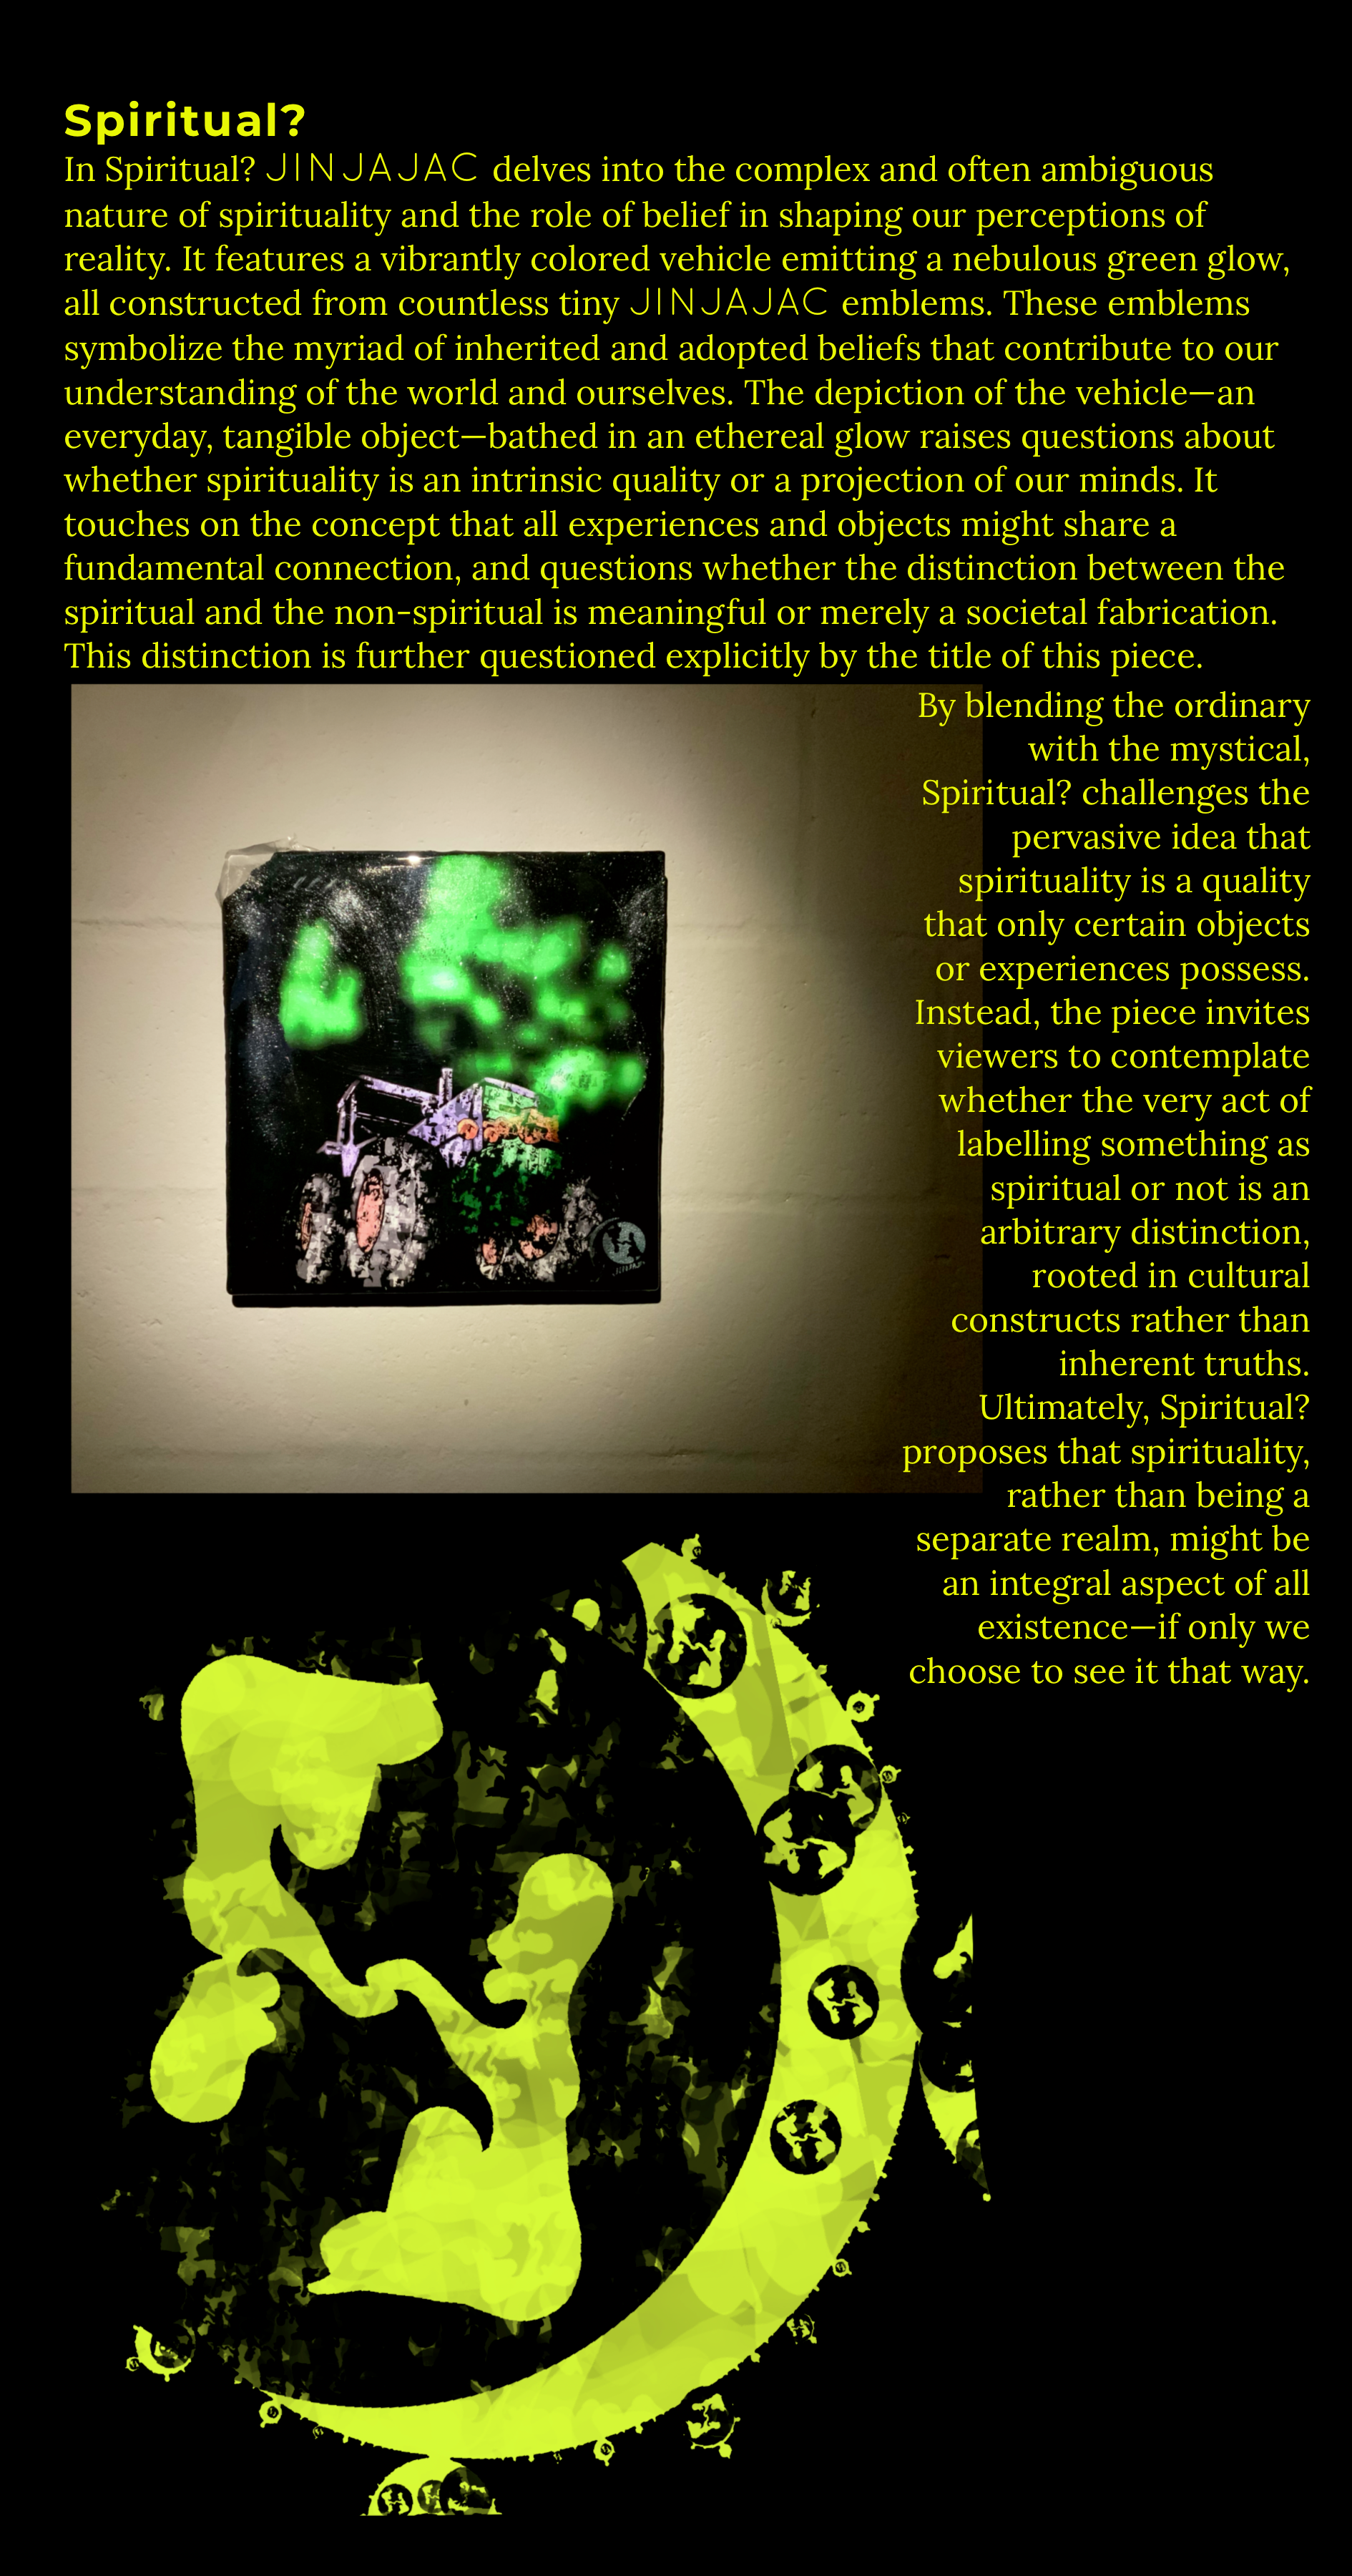 Spiritual?
In Spiritual? JINJAJAC delves into the complex and often ambiguous
nature of spirituality and the role of belief in shaping our perceptions of
reality. It features a vibrantly colored vehicle emitting a nebulous green glow,
all constructed from countless tiny JINJAJAC emblems. These emblems
symbolize the myriad of inherited and adopted beliefs that contribute to our
understanding of the world and ourselves. The depiction of the vehicle—an
everyday, tangible object—bathed in an ethereal glow raises questions about
whether spirituality is an intrinsic quality or a projection of our minds. It
touches on the concept that all experiences and objects might share a
fundamental connection, and questions whether the distinction between the
spiritual and the non-spiritual is meaningful or merely a societal fabrication.
This distinction is further questioned explicitly by the title of this piece.
By blending the ordinary
with the mystical,
Spiritual? challenges the
pervasive idea that
spirituality is a quality
that only certain objects
or experiences possess.
Instead, the piece invites
viewers to contemplate
whether the very act of
labelling something as
spiritual or not is an
arbitrary distinction,
rooted in cultural
constructs rather than
inherent truths.
Ultimately, Spiritual?
proposes that spirituality,
rather than being a
separate realm, might be
an integral aspect of all
existence—if only we
choose to see it that way.